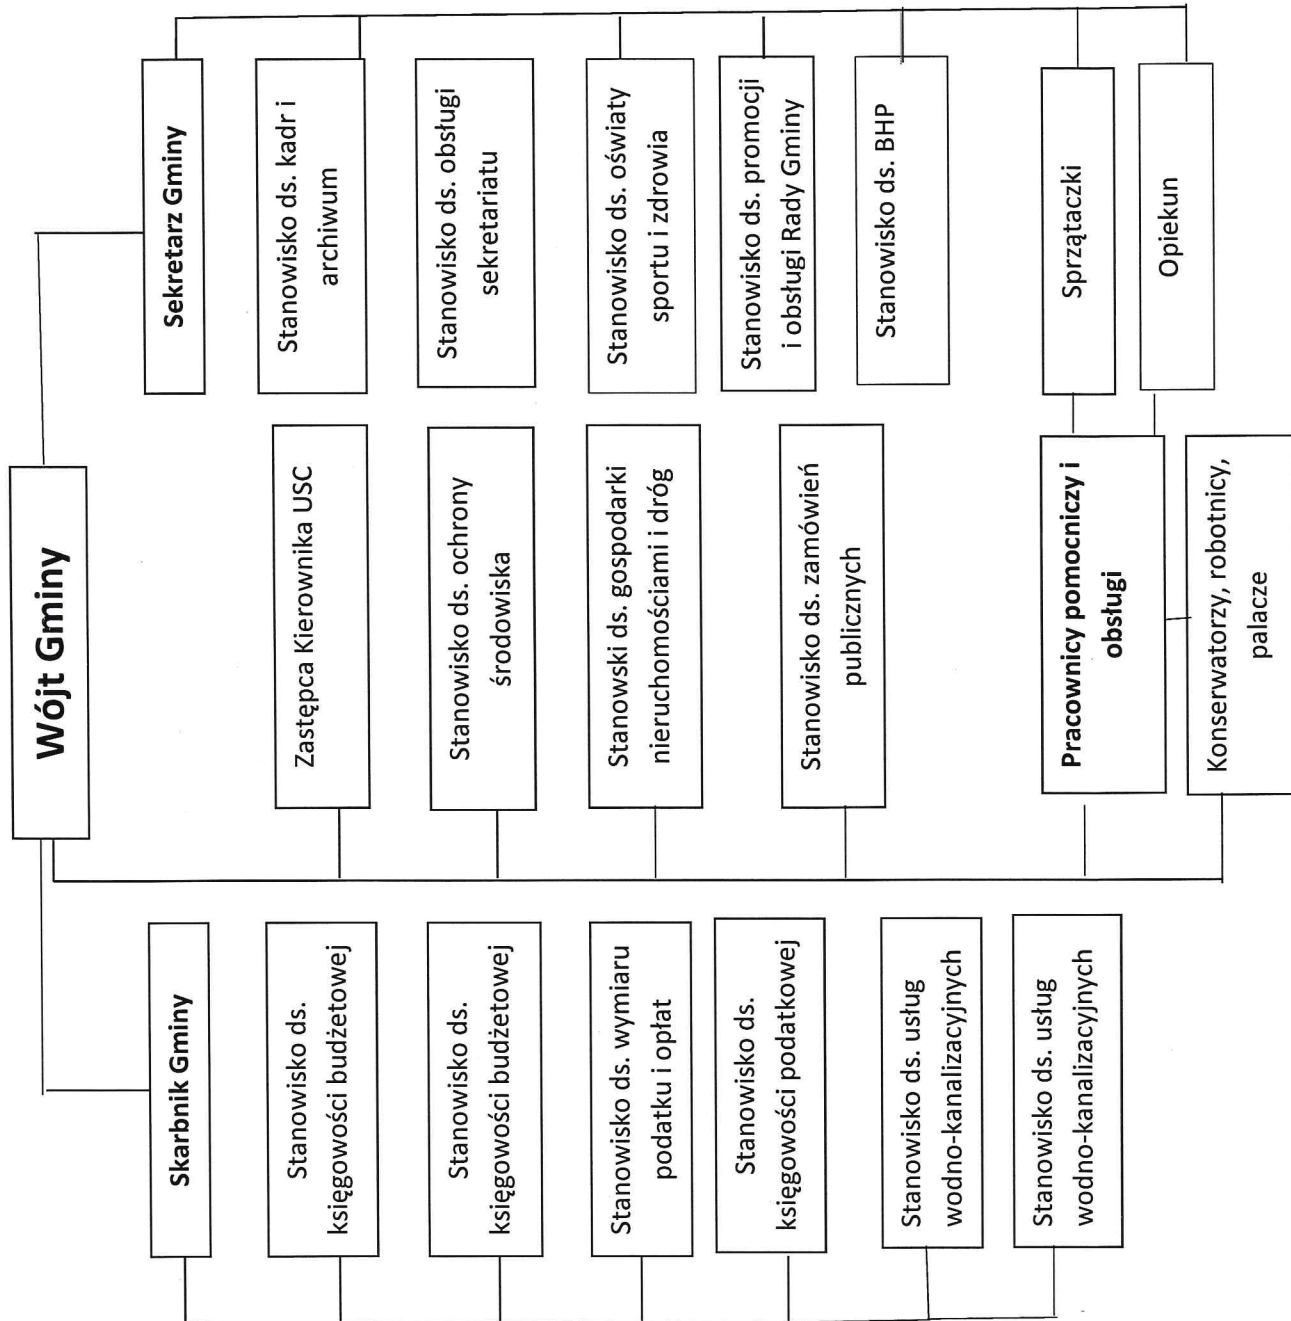 Wójt Gminy
Skarbnik Gminy
Stanowisko ds.
księgowości budżetowej
Stanowisko ds.
księgowości budżetowej
Stanowisko ds. wymiaru
podatku i opłat
Stanowisko ds.
księgowości podatkowej
Stanowisko ds. usług
wodno-kanalizacyjnych
Stanowisko ds. usług
wodno-kanalizacyjnych
Zastępca Kierownika USC
Stanowisko ds. ochrony
środowiska
Stanowski ds. gospodarki
nieruchomościami i dróg
Stanowisko ds. zamówień
publicznych
Pracownicy pomocniczy i
obsługi
Konserwatorzy, robotnicy,
palacze
Sekretarz Gminy
Stanowisko ds. kadr i
archiwum
Stanowisko ds. obsługi
sekretariatu
Stanowisko ds. oświaty
sportu i zdrowia
Stanowisko ds. promocji
i obsługi Rady Gminy
Stanowisko ds. BHP
Sprzątaczki
Opiekun